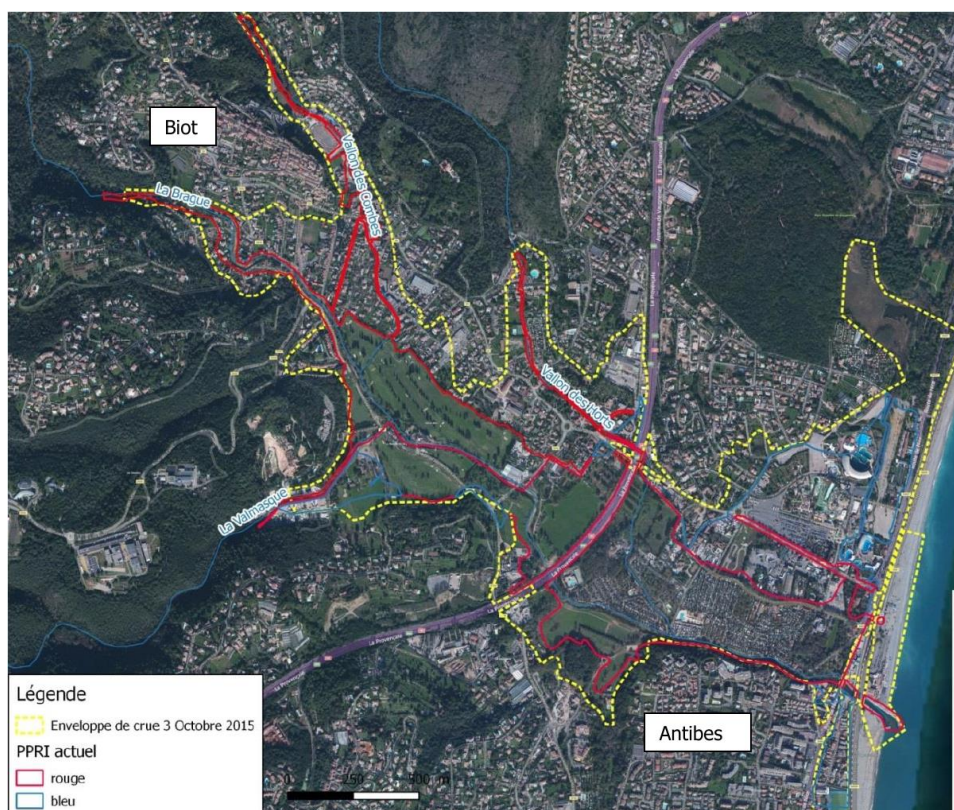 Biot
La Brague
Vallon des Combes
Vallon des Horts
La Valmasque
La Provençale
Antibes
Légende
Enveloppe de crue 3 Octobre 2015
PPRI actuel
rouge
bleu
0 250 500 m